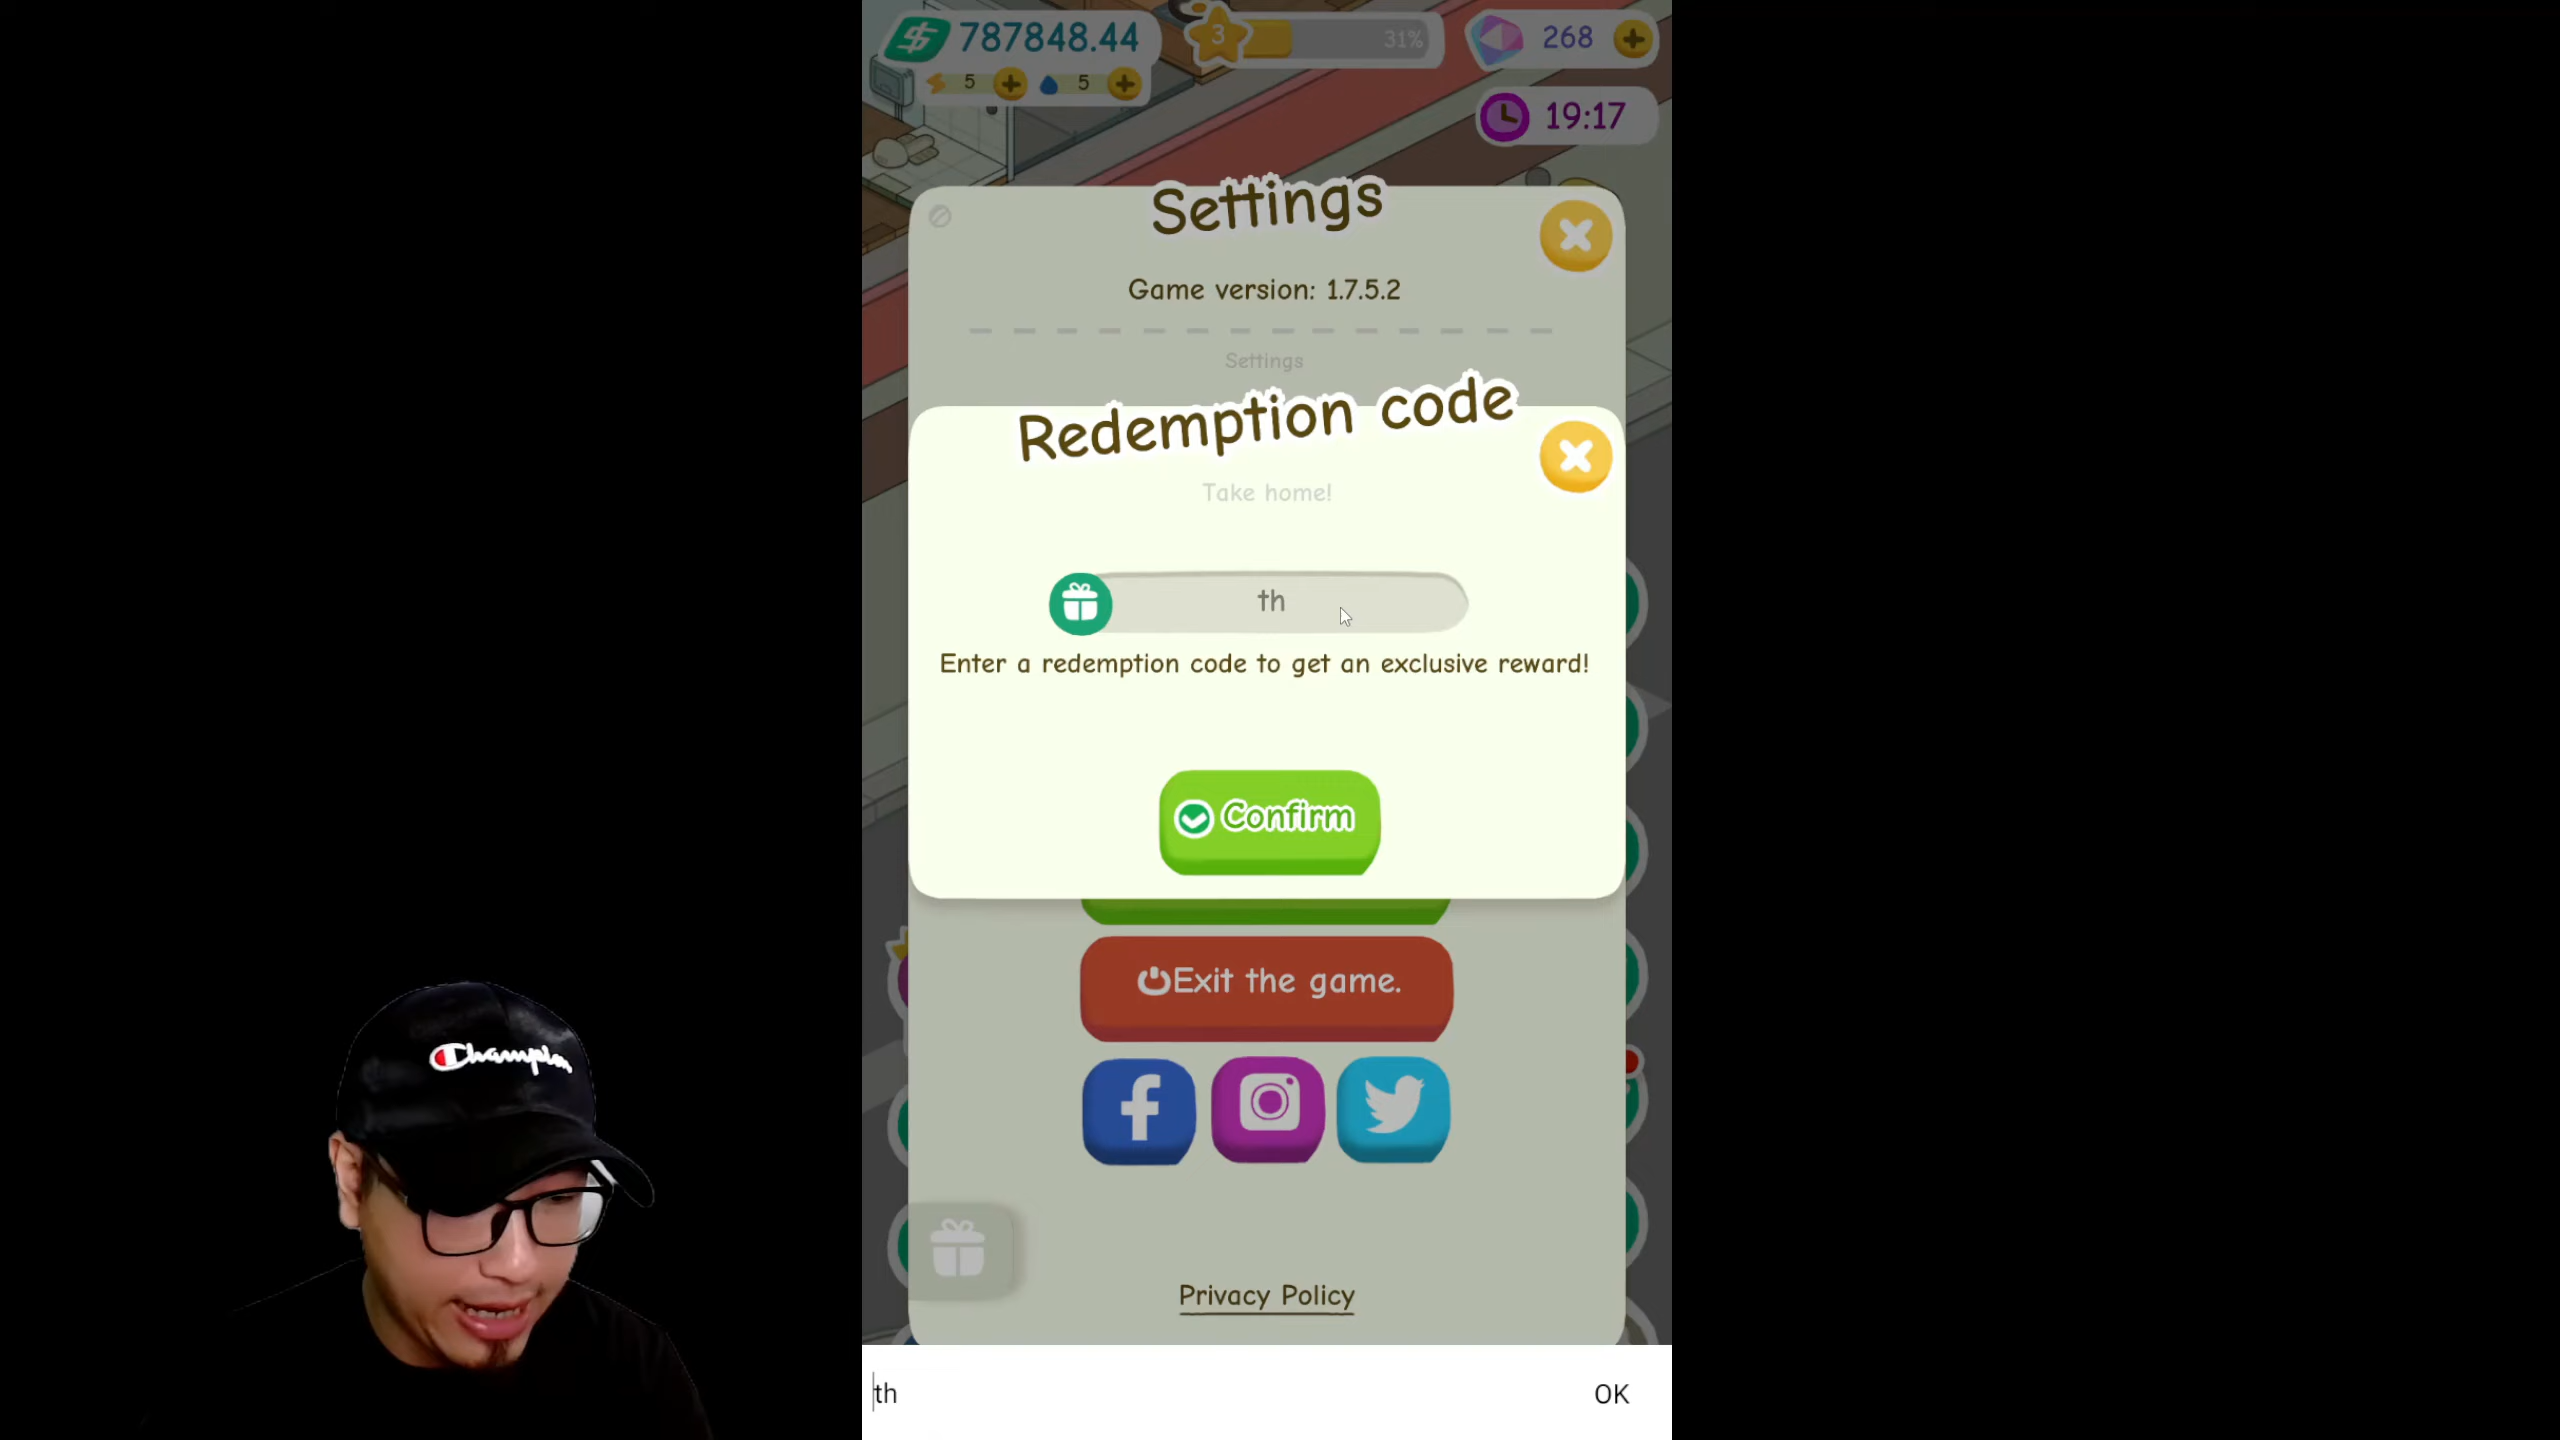 787848.44
3
31%
268
5
5
19:17
Settings
Game version: 1.7.5.2
Settings
Redemption code
Take home!
th
Enter a redemption code to get an exclusive reward!
Confirm
Exit the game.
Champion
Privacy Policy
th
OK